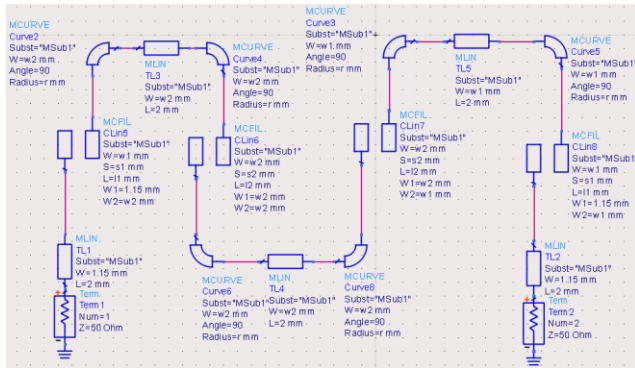 MCURVE
Curve2
Subst="MSub1"
W=w2 mm
Angle=90
Radius=r mm
MLIN
TL3
Subst="MSub1"
W=w2 mm
L=2 mm
MCURVE
Curve4
Subst="MSub1"
W=w2 mm
Angle=90
Radius=r mm
MCURVE
Curve3
Subst="MSub1"
W=w1 mm
Angle=90
Radius=r mm
MLIN
TL5
Subst="MSub1"
W=w1 mm
L=2 mm
MCURVE
Curve5
Subst="MSub1"
W=w1 mm
Angle=90
Radius=r mm
MCFIL
CLin5
Subst="MSub1"
W=w1 mm
S=s1 mm
L=l1 mm
W1=1.15 mm
W2=w2 mm
MCFIL
CLin6
Subst="MSub1"
W=w2 mm
S=s2 mm
L=l2 mm
W1=w2 mm
W2=w2 mm
MCFIL
CLin7
Subst="MSub1"
W=w2 mm
S=s2 mm
L=l2 mm
W1=w2 mm
W2=w1 mm
MCFIL
CLin8
Subst="MSub1"
W=w1 mm
S=s1 mm
L=l1 mm
W1=1.15 mm
W2=w1 mm
MLIN
TL1
Subst="MSub1"
W=1.15 mm
L=2 mm
Term
Term1
Num=1
Z=50 Ohm
MCURVE
Curve6
Subst="MSub1"
W=w2 mm
Angle=90
Radius=r mm
MLIN
TL4
Subst="MSub1"
W=w2 mm
L=2 mm
MCURVE
Curve8
Subst="MSub1"
W=w2 mm
Angle=90
Radius=r mm
MLIN
TL2
Subst="MSub1"
W=1.15 mm
L=2 mm
Term
Term2
Num=2
Z=50 Ohm